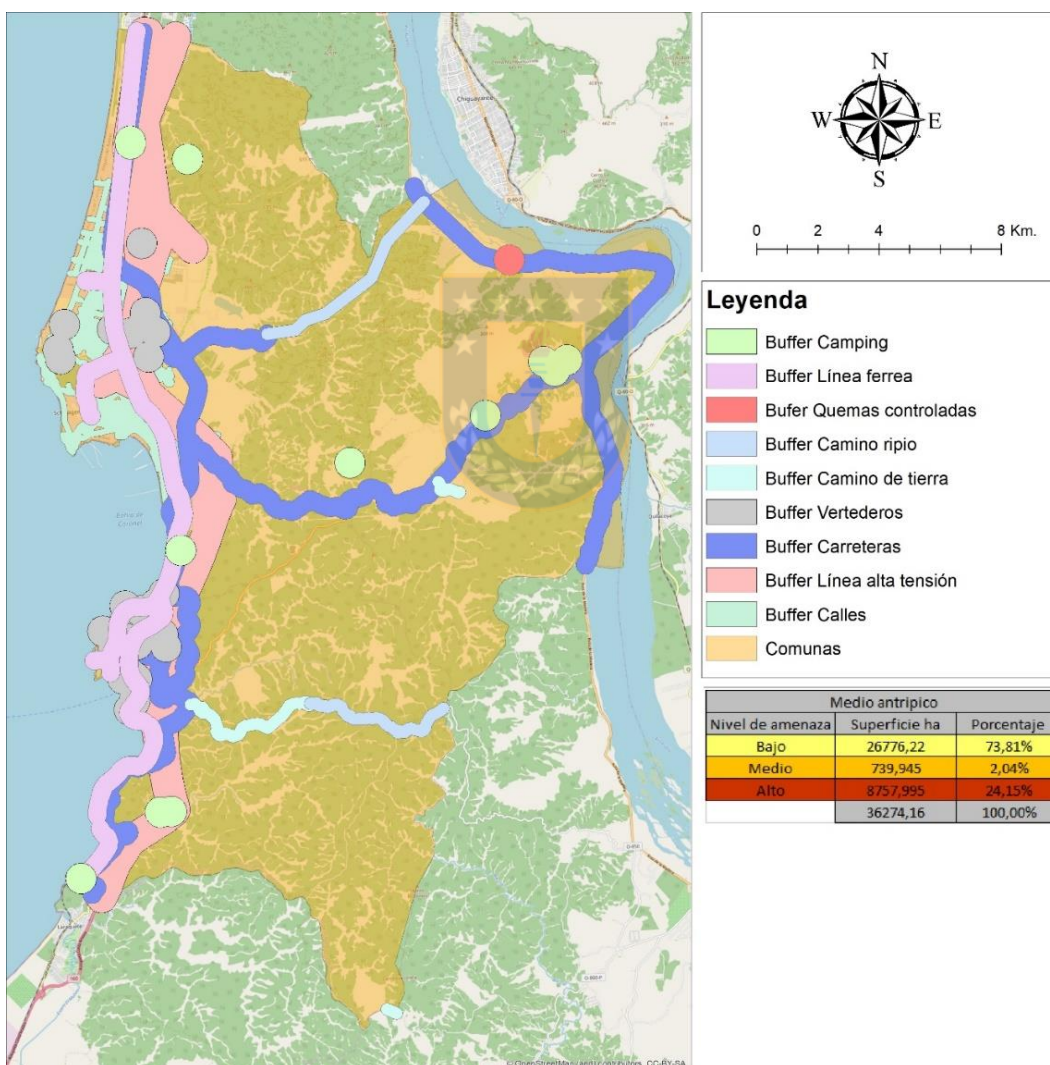 Chiguayante
N
W E
S
0 2 4 8 Km.
Leyenda
Buffer Camping
Buffer Línea ferrea
Bufer Quemas controladas
Buffer Camino ripio
Buffer Camino de tierra
Buffer Vertederos
Buffer Carreteras
Buffer Línea alta tensión
Buffer Calles
Comunas
Medio antripico
Nivel de amenaza Superficie ha Porcentaje
Bajo 26776,22 73,81%
Medio 739,945 2,04%
Alto 8757,995 24,15%
36274,16 100,00%
© OpenStreetMap (and) contributors, CC-BY-SA